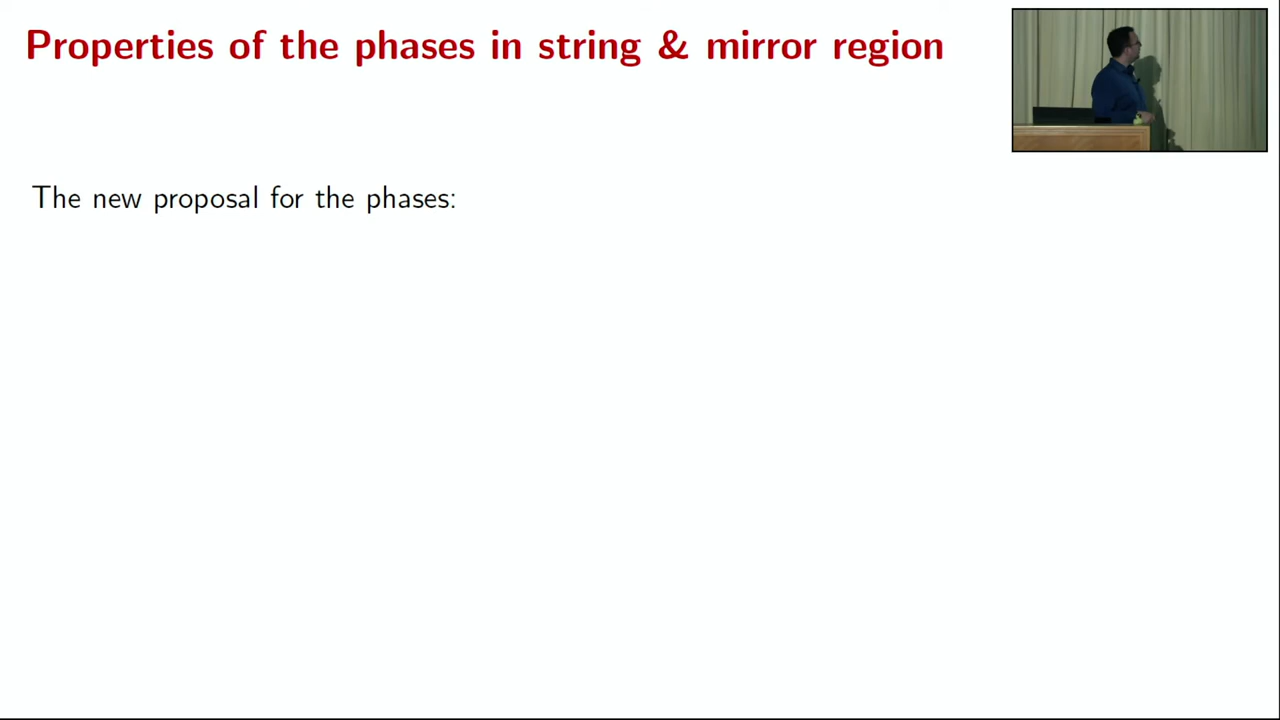 Properties of the phases in string & mirror region
The new proposal for the phases: